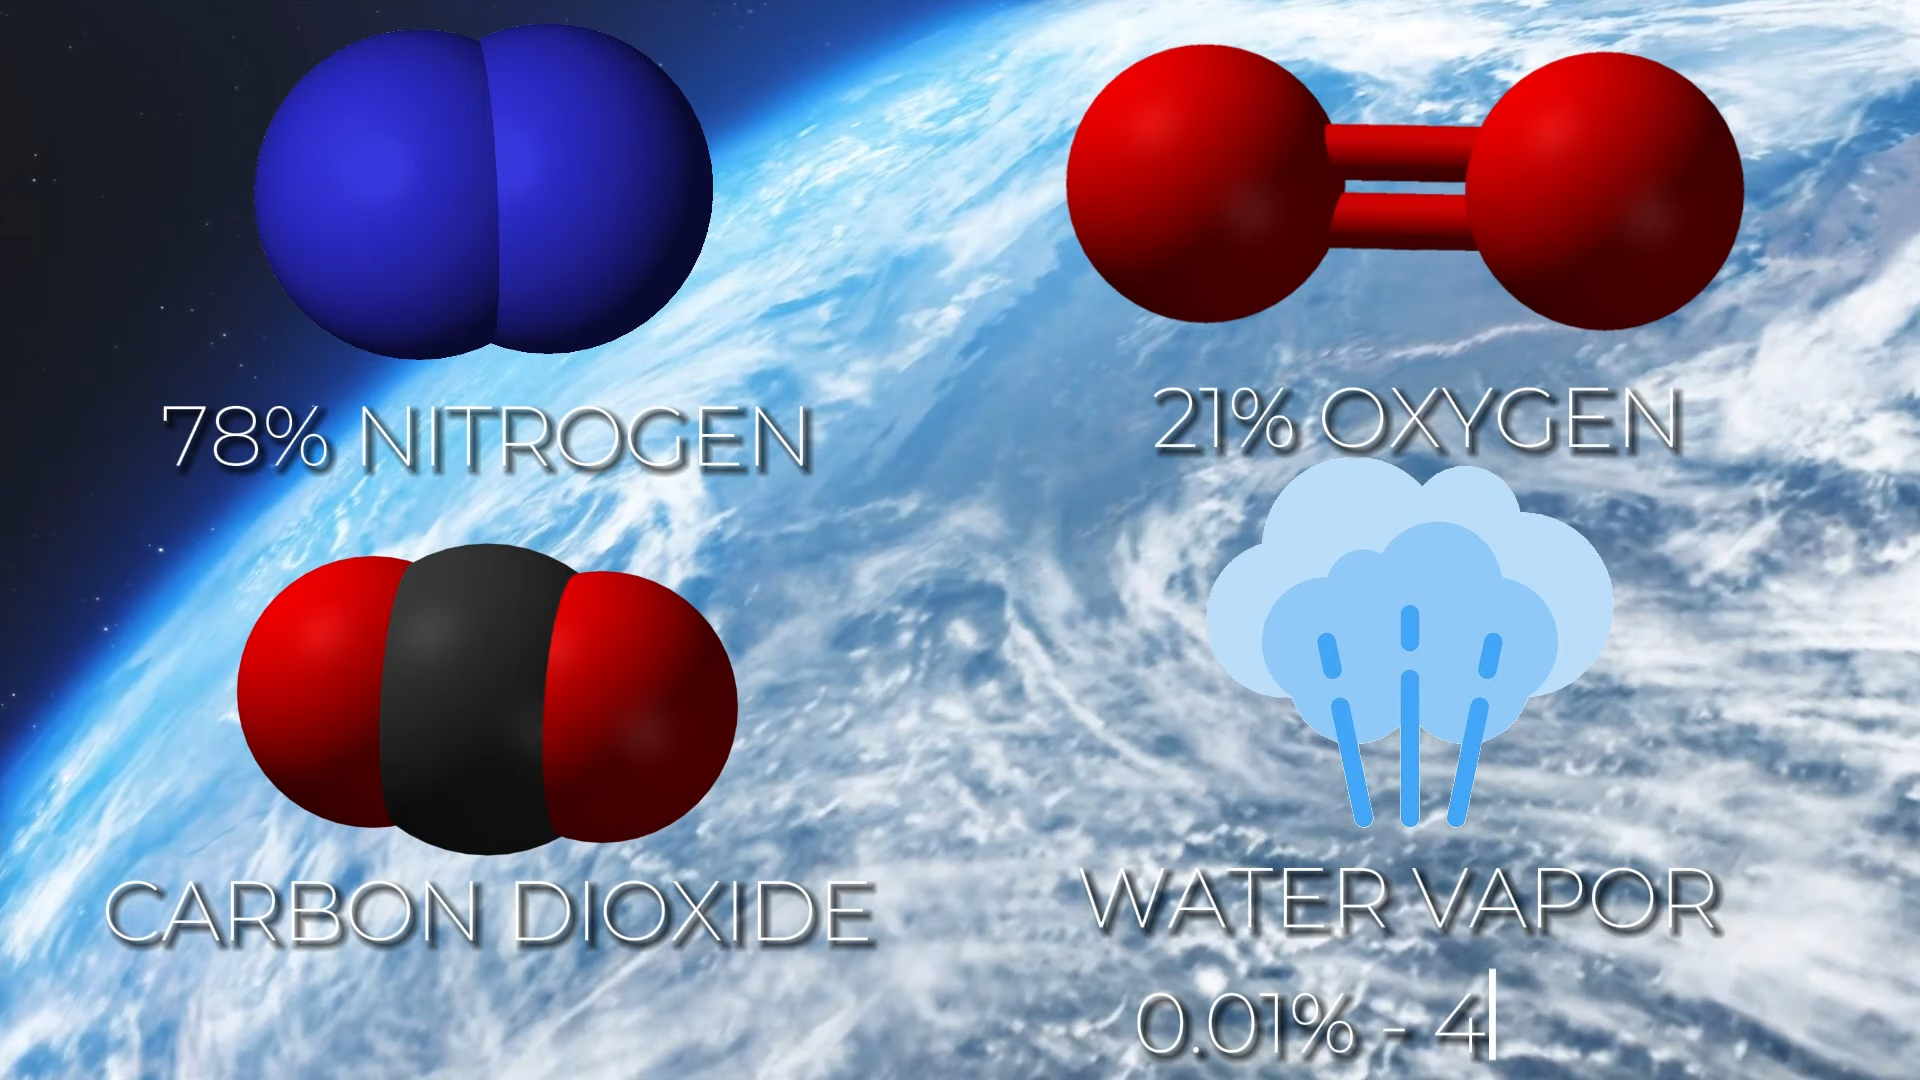 78% NITROGEN
21% OXYGEN
CARBON DIOXIDE
WATER VAPOR
0.01% - 4